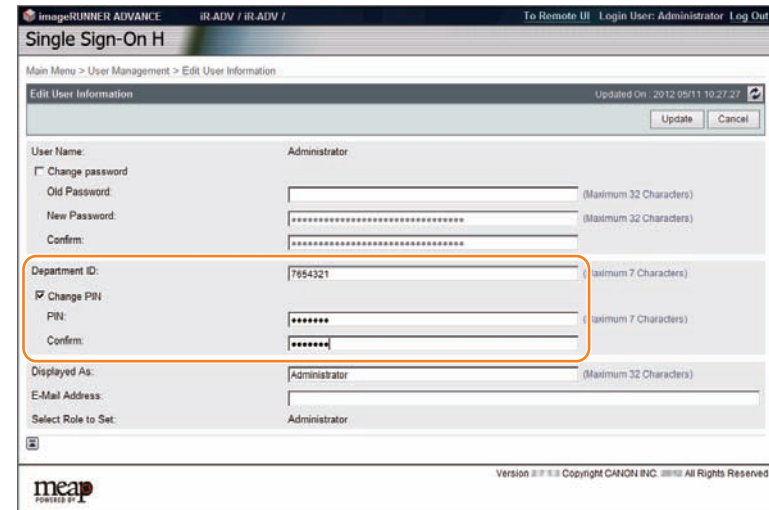 imageRUNNER ADVANCE iR-ADV / iR-ADV / To Remote UI Login User: Administrator Log Out
Single Sign-On H
Main Menu > User Management > Edit User Information
Edit User Information Updated On : 2012 05/11 10:27:27
Update Cancel
User Name: Administrator
Change password
Old Password: (Maximum 32 Characters)
New Password: ******************************** (Maximum 32 Characters)
Confirm: ********************************
Department ID: 7654321 (Maximum 7 Characters)
Change PIN
PIN: ••••••• (Maximum 7 Characters)
Confirm: •••••••
Displayed As: Administrator (Maximum 32 Characters)
E-Mail Address:
Select Role to Set: Administrator
Version Copyright CANON INC. All Rights Reserved
meap
POWERED BY